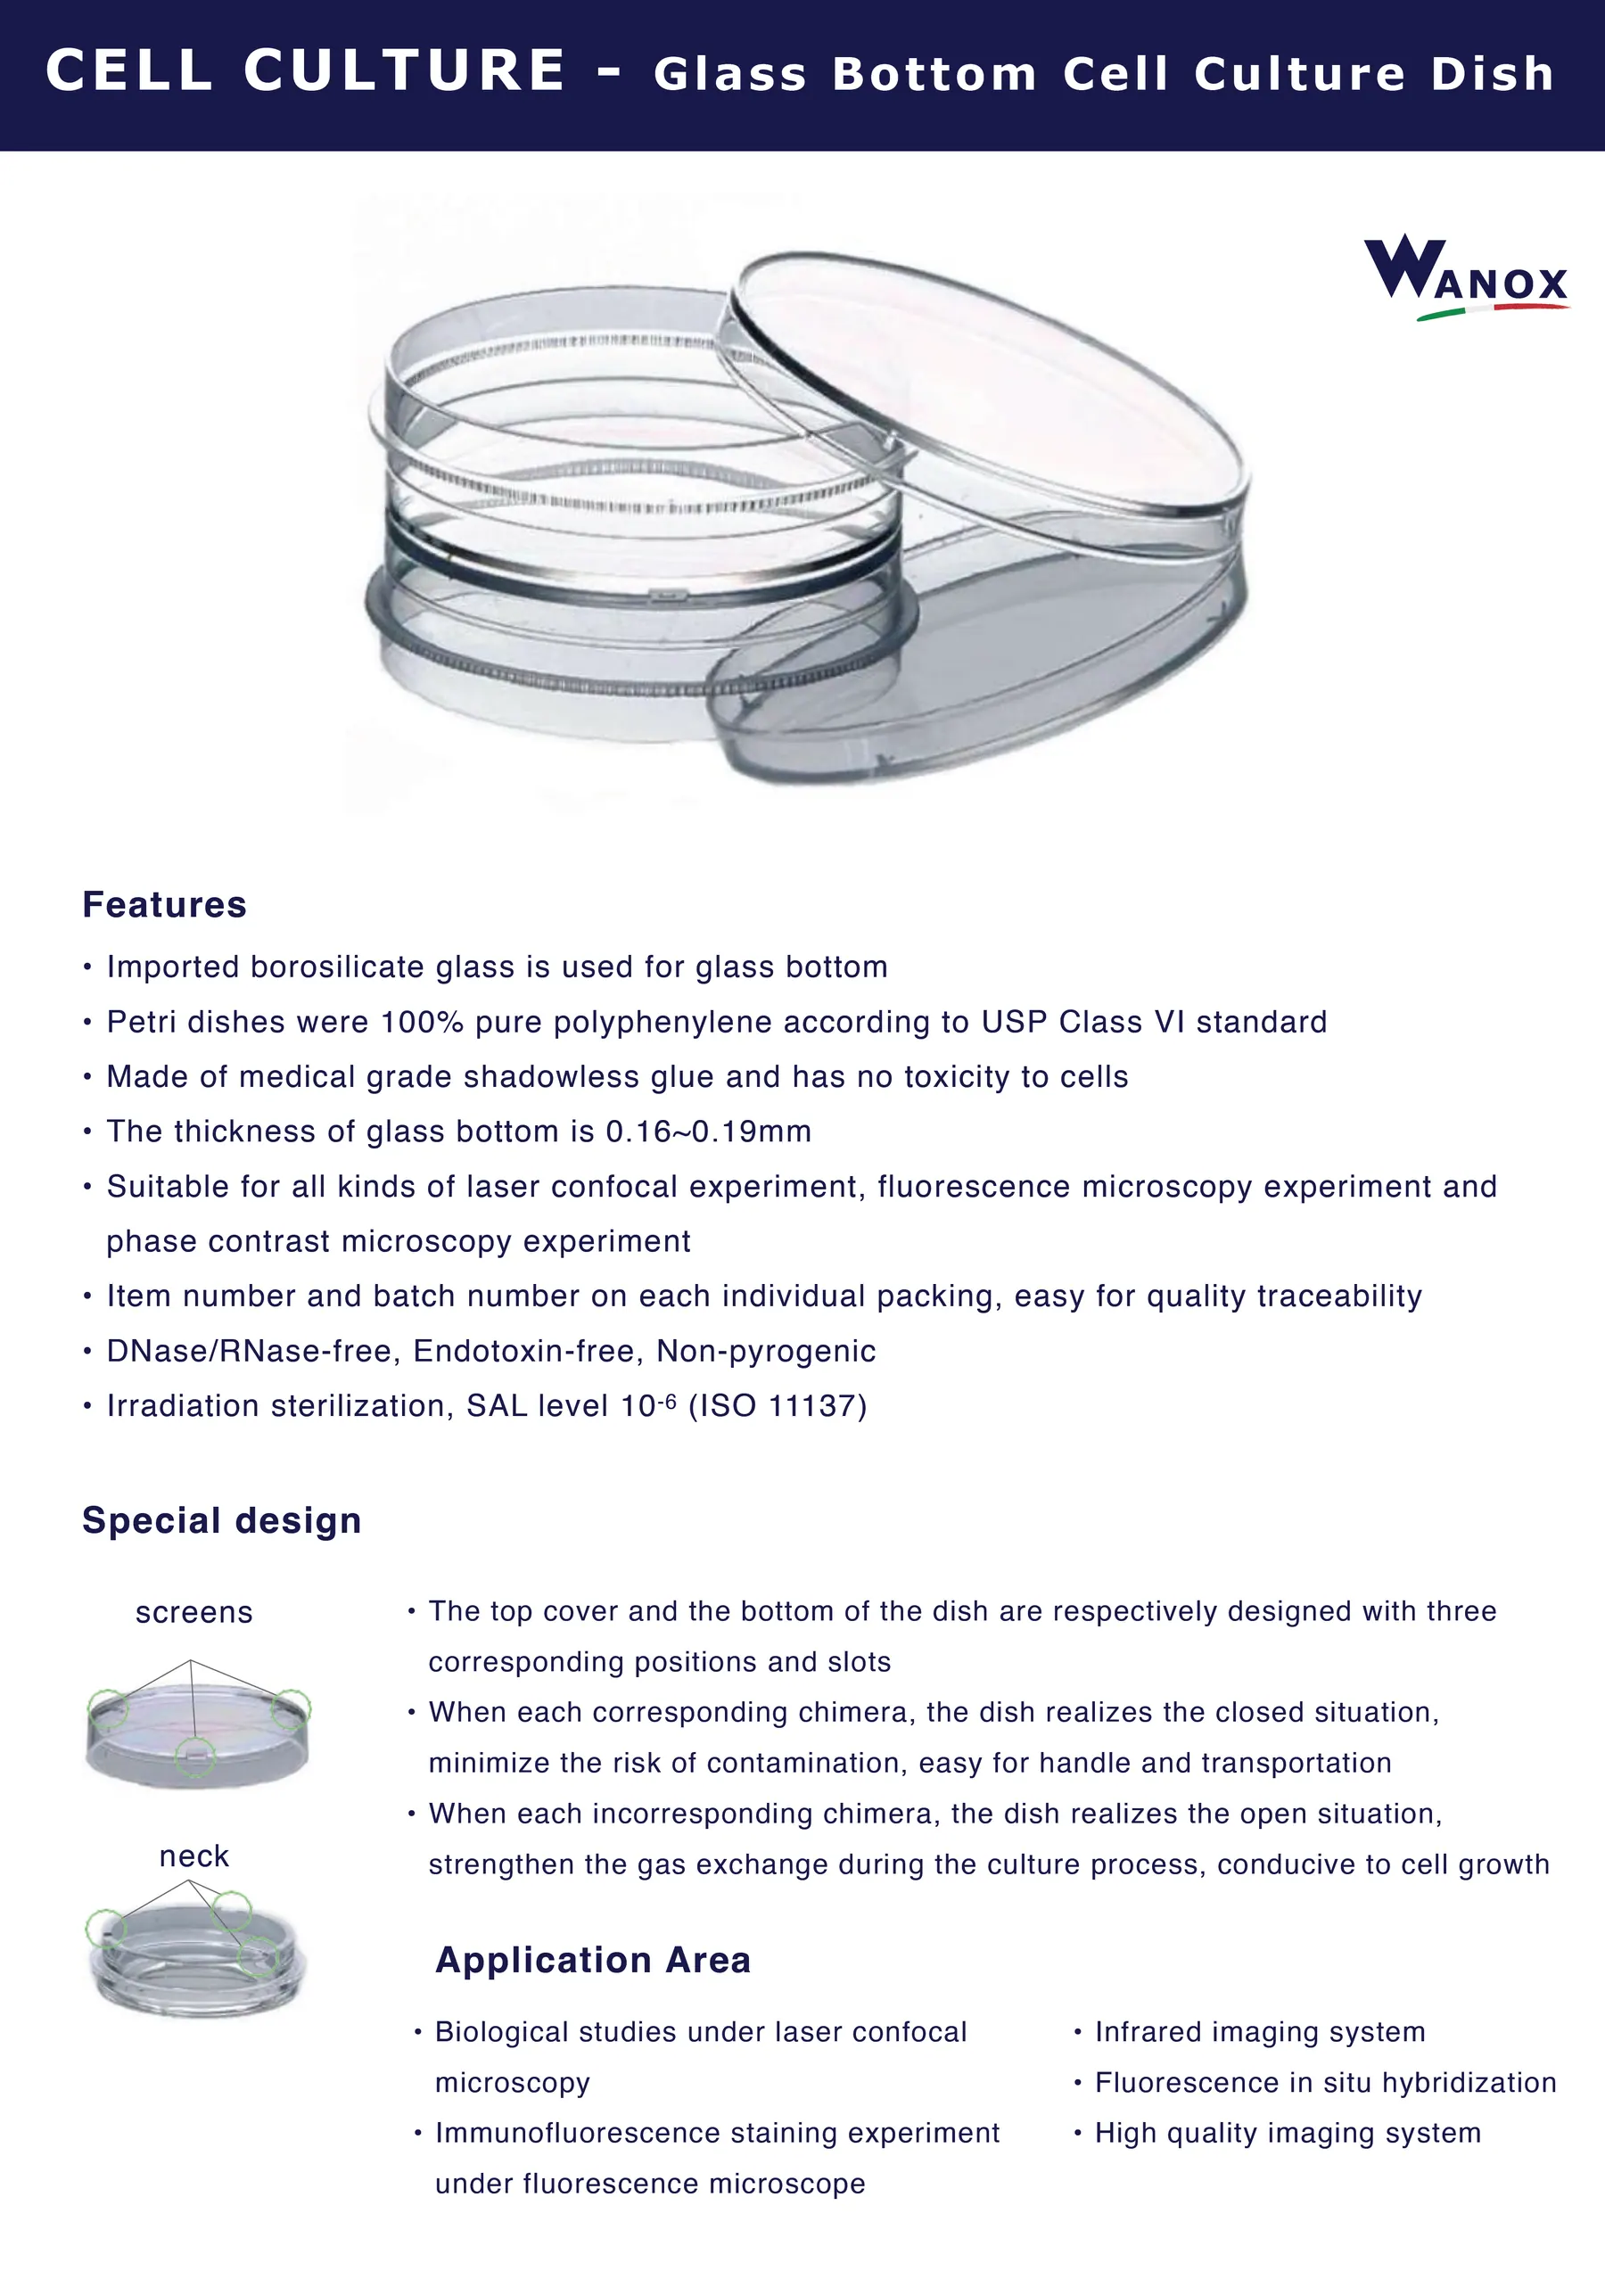 CELL CULTURE - Glass Bottom Cell Culture Dish
WANOX
Features
• Imported borosilicate glass is used for glass bottom
• Petri dishes were 100% pure polyphenylene according to USP Class VI standard
• Made of medical grade shadowless glue and has no toxicity to cells
• The thickness of glass bottom is 0.16~0.19mm
• Suitable for all kinds of laser confocal experiment, fluorescence microscopy experiment and
phase contrast microscopy experiment
• Item number and batch number on each individual packing, easy for quality traceability
• DNase/RNase-free, Endotoxin-free, Non-pyrogenic
• Irradiation sterilization, SAL level 10-6 (ISO 11137)
Special design
screens
• The top cover and the bottom of the dish are respectively designed with three
corresponding positions and slots
• When each corresponding chimera, the dish realizes the closed situation,
minimize the risk of contamination, easy for handle and transportation
• When each incorresponding chimera, the dish realizes the open situation,
strengthen the gas exchange during the culture process, conducive to cell growth
neck
Application Area
• Biological studies under laser confocal
microscopy
• Immunofluorescence staining experiment
under fluorescence microscope
• Infrared imaging system
• Fluorescence in situ hybridization
• High quality imaging system